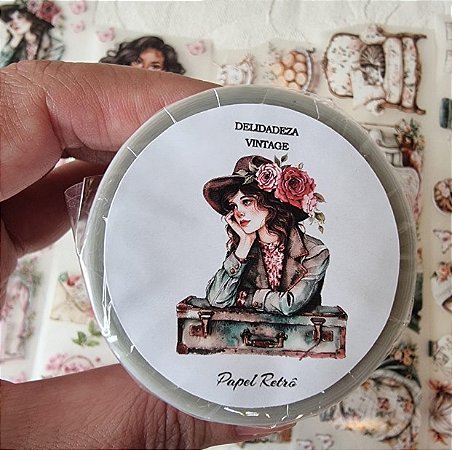 DELIDADEZA
VINTAGE
Papel Retrô